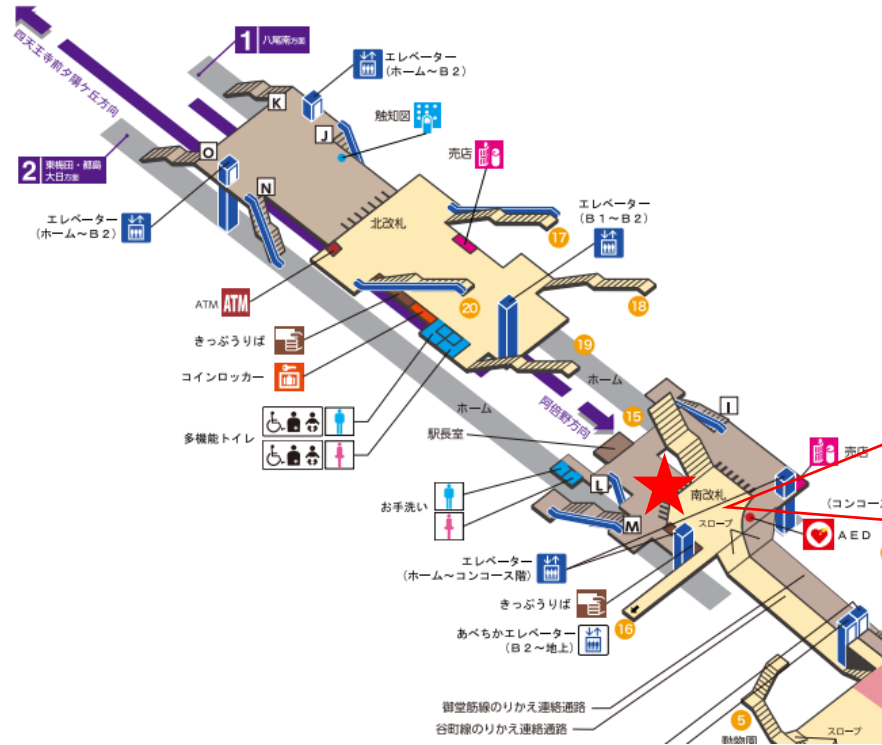 四天王寺前夕陽ケ丘方向
1 八尾南方面
エレベーター
(ホーム~B2)
K
触知図
J
O
売店
2 東梅田・都島
大日方面
N
エレベーター
(B1~B2)
エレベーター
(ホーム~B2)
北改札
17
ATM ATM
20
18
きっぷうりば
19
コインロッカー
ホーム
ホーム
阿倍野方向
15
I
多機能トイレ
駅長室
売店
L
南改札
お手洗い
(コンコース
M
スロープ
AED
エレベーター
(ホーム~コンコース階)
きっぷうりば
16
あべちかエレベーター
(B2~地上)
御堂筋線のりかえ連絡通路
谷町線のりかえ連絡通路
5
スロープ
動物園